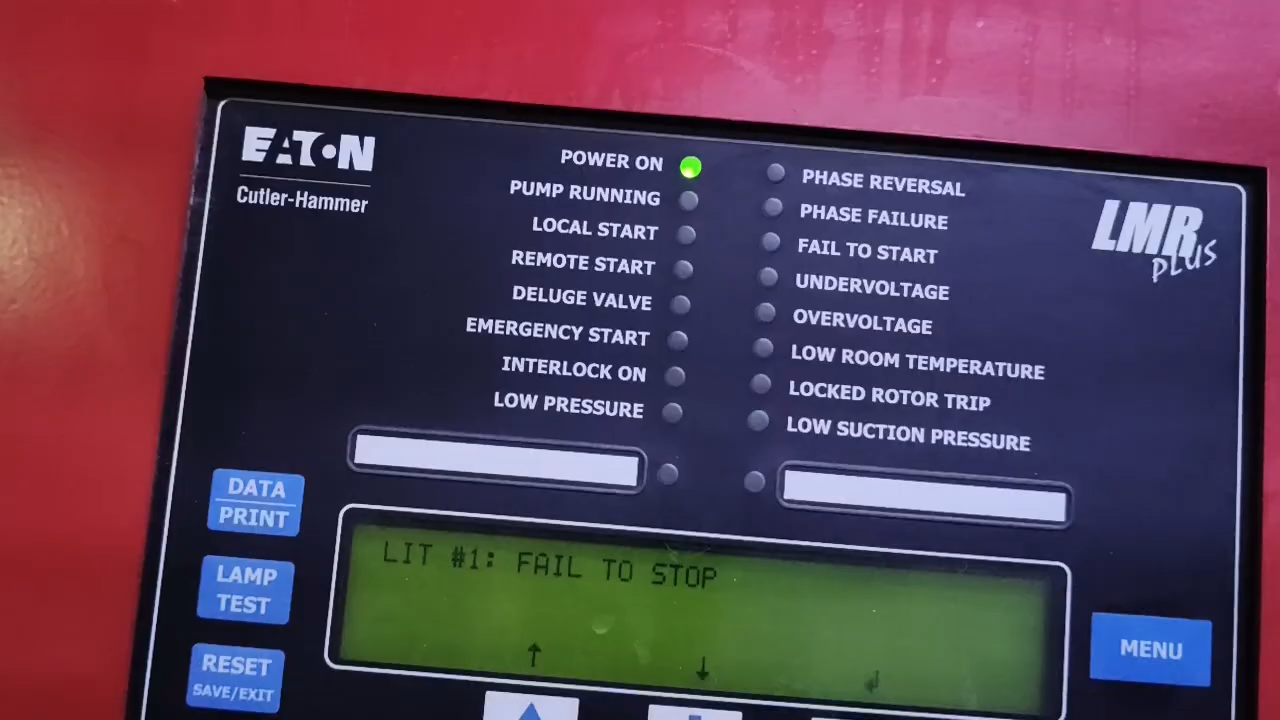 EATON
Cutler-Hammer
POWER ON
PUMP RUNNING
LOCAL START
REMOTE START
DELUGE VALVE
EMERGENCY START
INTERLOCK ON
LOW PRESSURE
PHASE REVERSAL
PHASE FAILURE
FAIL TO START
UNDERVOLTAGE
OVERVOLTAGE
LOW ROOM TEMPERATURE
LOCKED ROTOR TRIP
LOW SUCTION PRESSURE
LMR
PLUS
DATA
PRINT
LAMP
TEST
RESET
SAVE/EXIT
LIT #1: FAIL TO STOP
↑ ↓ ↲
MENU